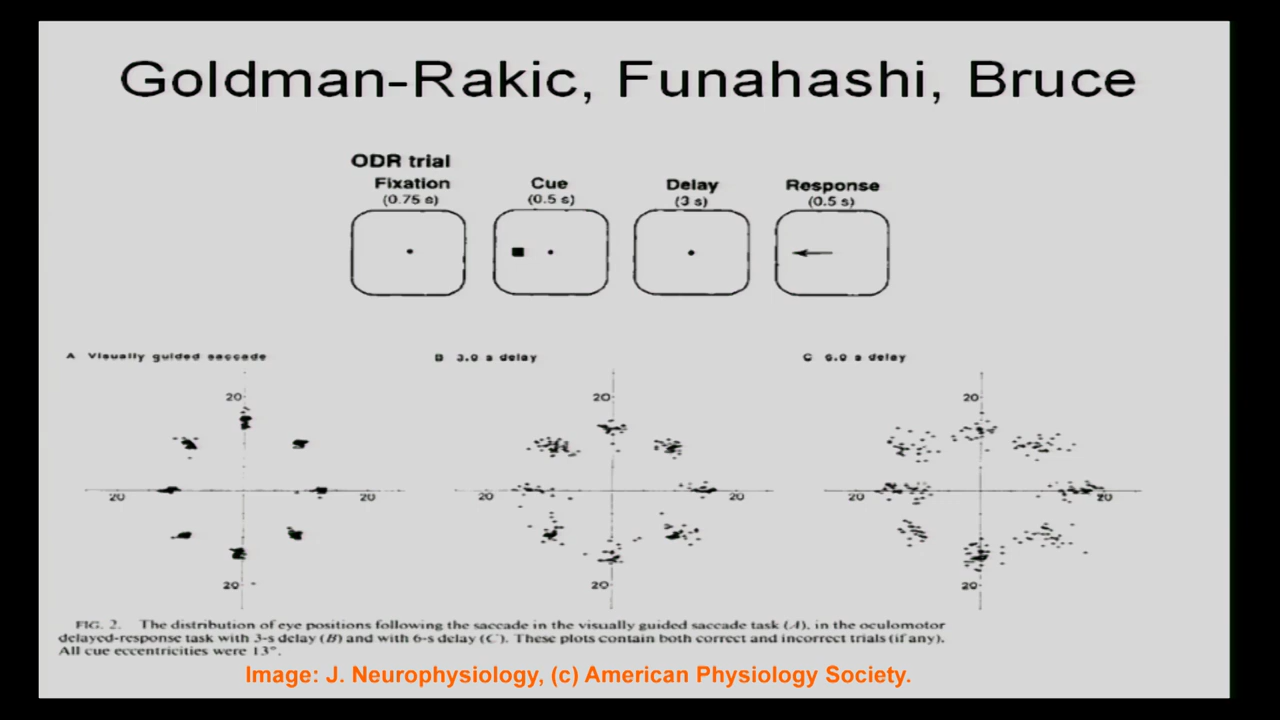 Goldman-Rakic, Funahashi, Bruce
ODR trial
Fixation Cue Delay Response
(0.75 s) (0.5 s) (3 s) (0.5 s)
A Visually guided saccade B 3.0 s delay C 6.0 s delay
20 20 20
20 20 20 20 20 20
20 20 20
FIG. 2. The distribution of eye positions following the saccade in the visually guided saccade task (A), in the oculomotor
delayed-response task with 3-s delay (B) and with 6-s delay (C). These plots contain both correct and incorrect trials (if any).
All cue eccentricities were 13°.
Image: J. Neurophysiology, (c) American Physiology Society.